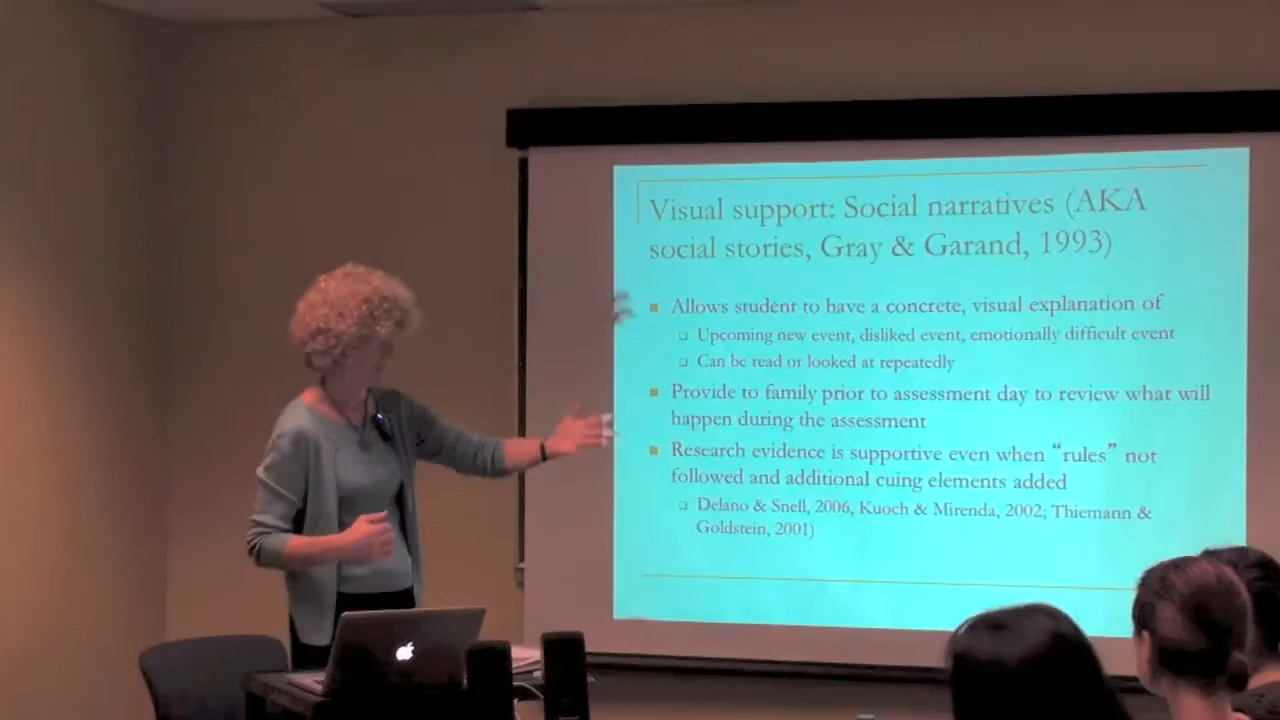 Visual support: Social narratives (AKA
social stories, Gray & Garand, 1993)
Allows student to have a concrete, visual explanation of
Upcoming new event, disliked event, emotionally difficult event
Can be read or looked at repeatedly
Provide to family prior to assessment day to review what will
happen during the assessment
Research evidence is supportive even when “rules” not
followed and additional cuing elements added
Delano & Snell, 2006, Kuoch & Mirenda, 2002; Thiemann &
Goldstein, 2001)